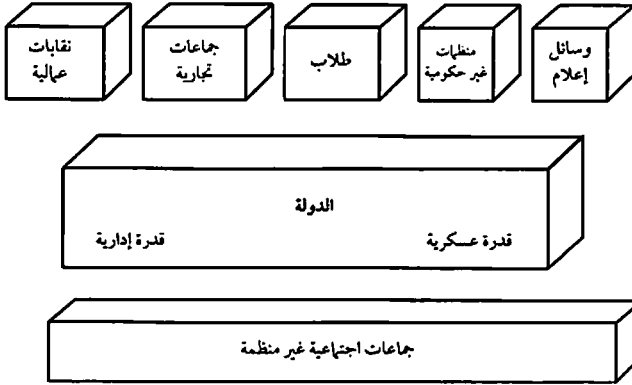 وسائل
إعلام
منظمات
غير حكومية
طلاب
جماعات
تجارية
نقابات
عمالية
الدولة
قدرة عسكرية
قدرة إدارية
جماعات اجتماعية غير منظمة